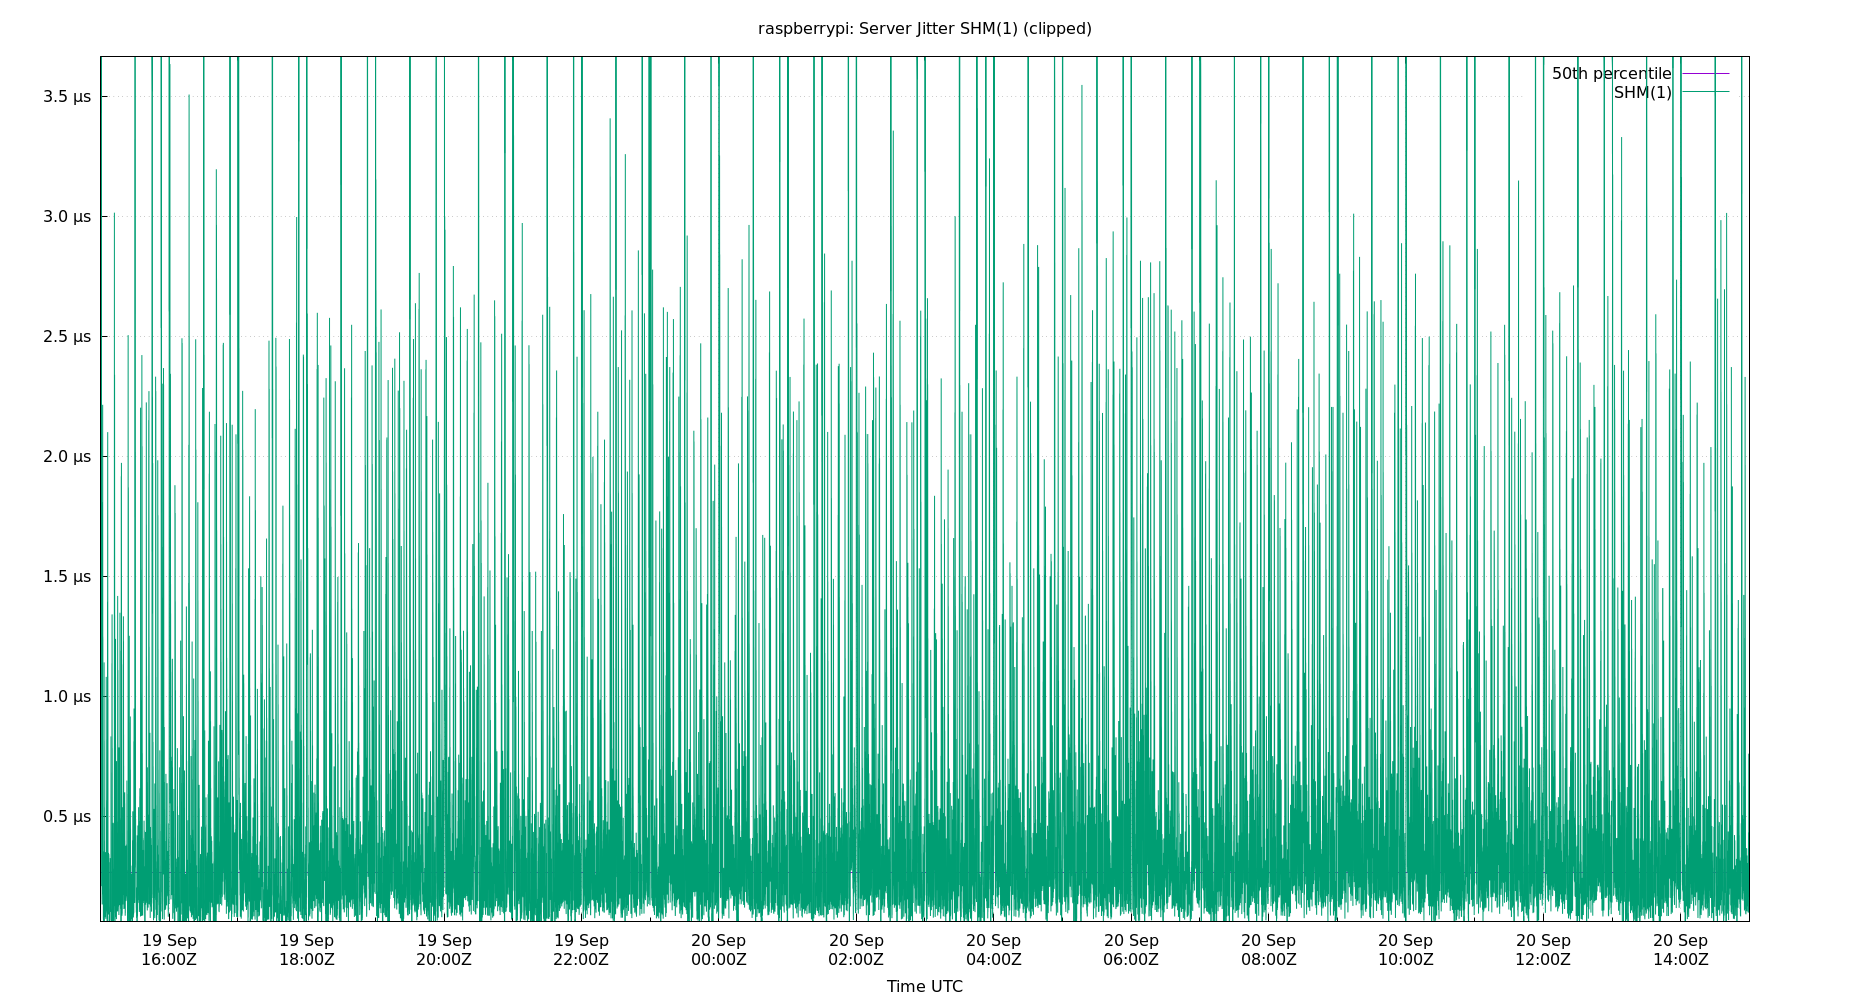 raspberrypi: Server Jitter SHM(1) (clipped)
50th percentile
SHM(1)
3.5 µs
3.0 µs
2.5 µs
2.0 µs
1.5 µs
1.0 µs
0.5 µs
19 Sep 19 Sep 19 Sep 19 Sep 20 Sep 20 Sep 20 Sep 20 Sep 20 Sep 20 Sep 20 Sep 20 Sep
16:00Z 18:00Z 20:00Z 22:00Z 00:00Z 02:00Z 04:00Z 06:00Z 08:00Z 10:00Z 12:00Z 14:00Z
Time UTC